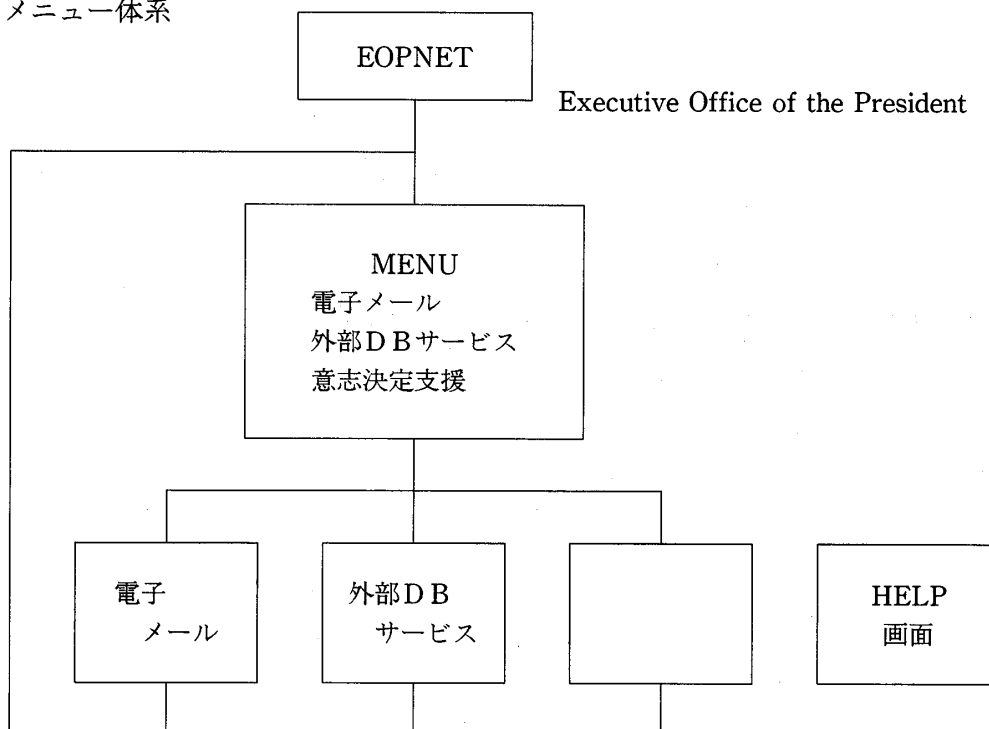 メニュー体系
EOPNET
Executive Office of the President
MENU
電子メール
外部DBサービス
意志決定支援
電子
メール
外部DB
サービス
HELP
画面